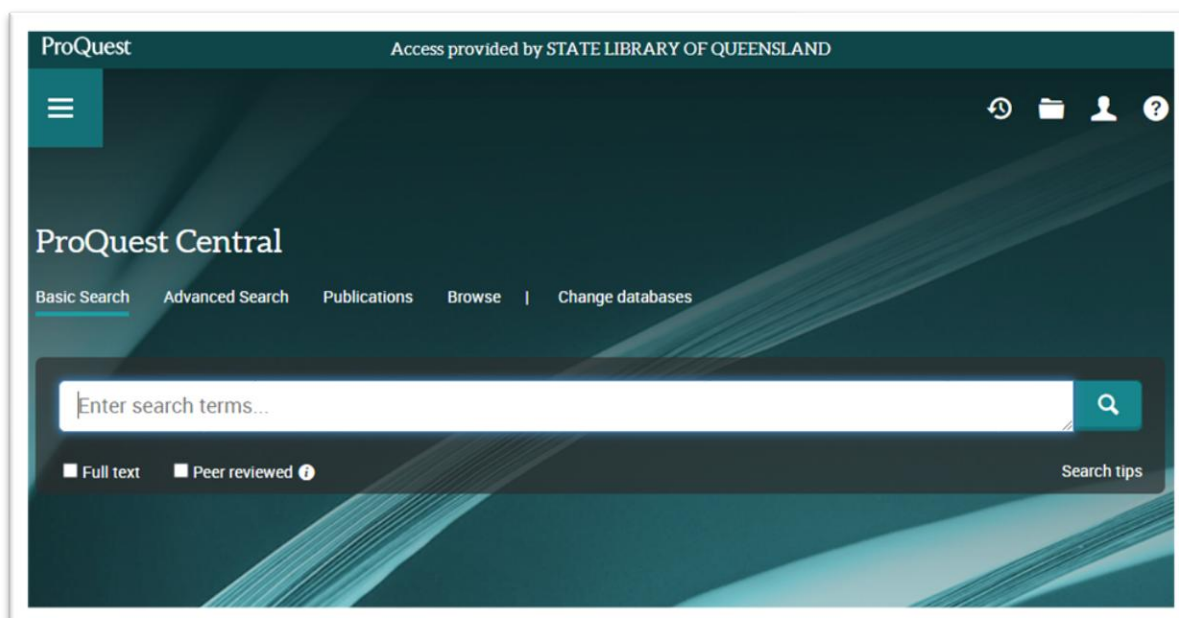 ProQuest Access provided by STATE LIBRARY OF QUEENSLAND
ProQuest Central
Basic Search Advanced Search Publications Browse | Change databases
Enter search terms...
Full text Peer reviewed Search tips